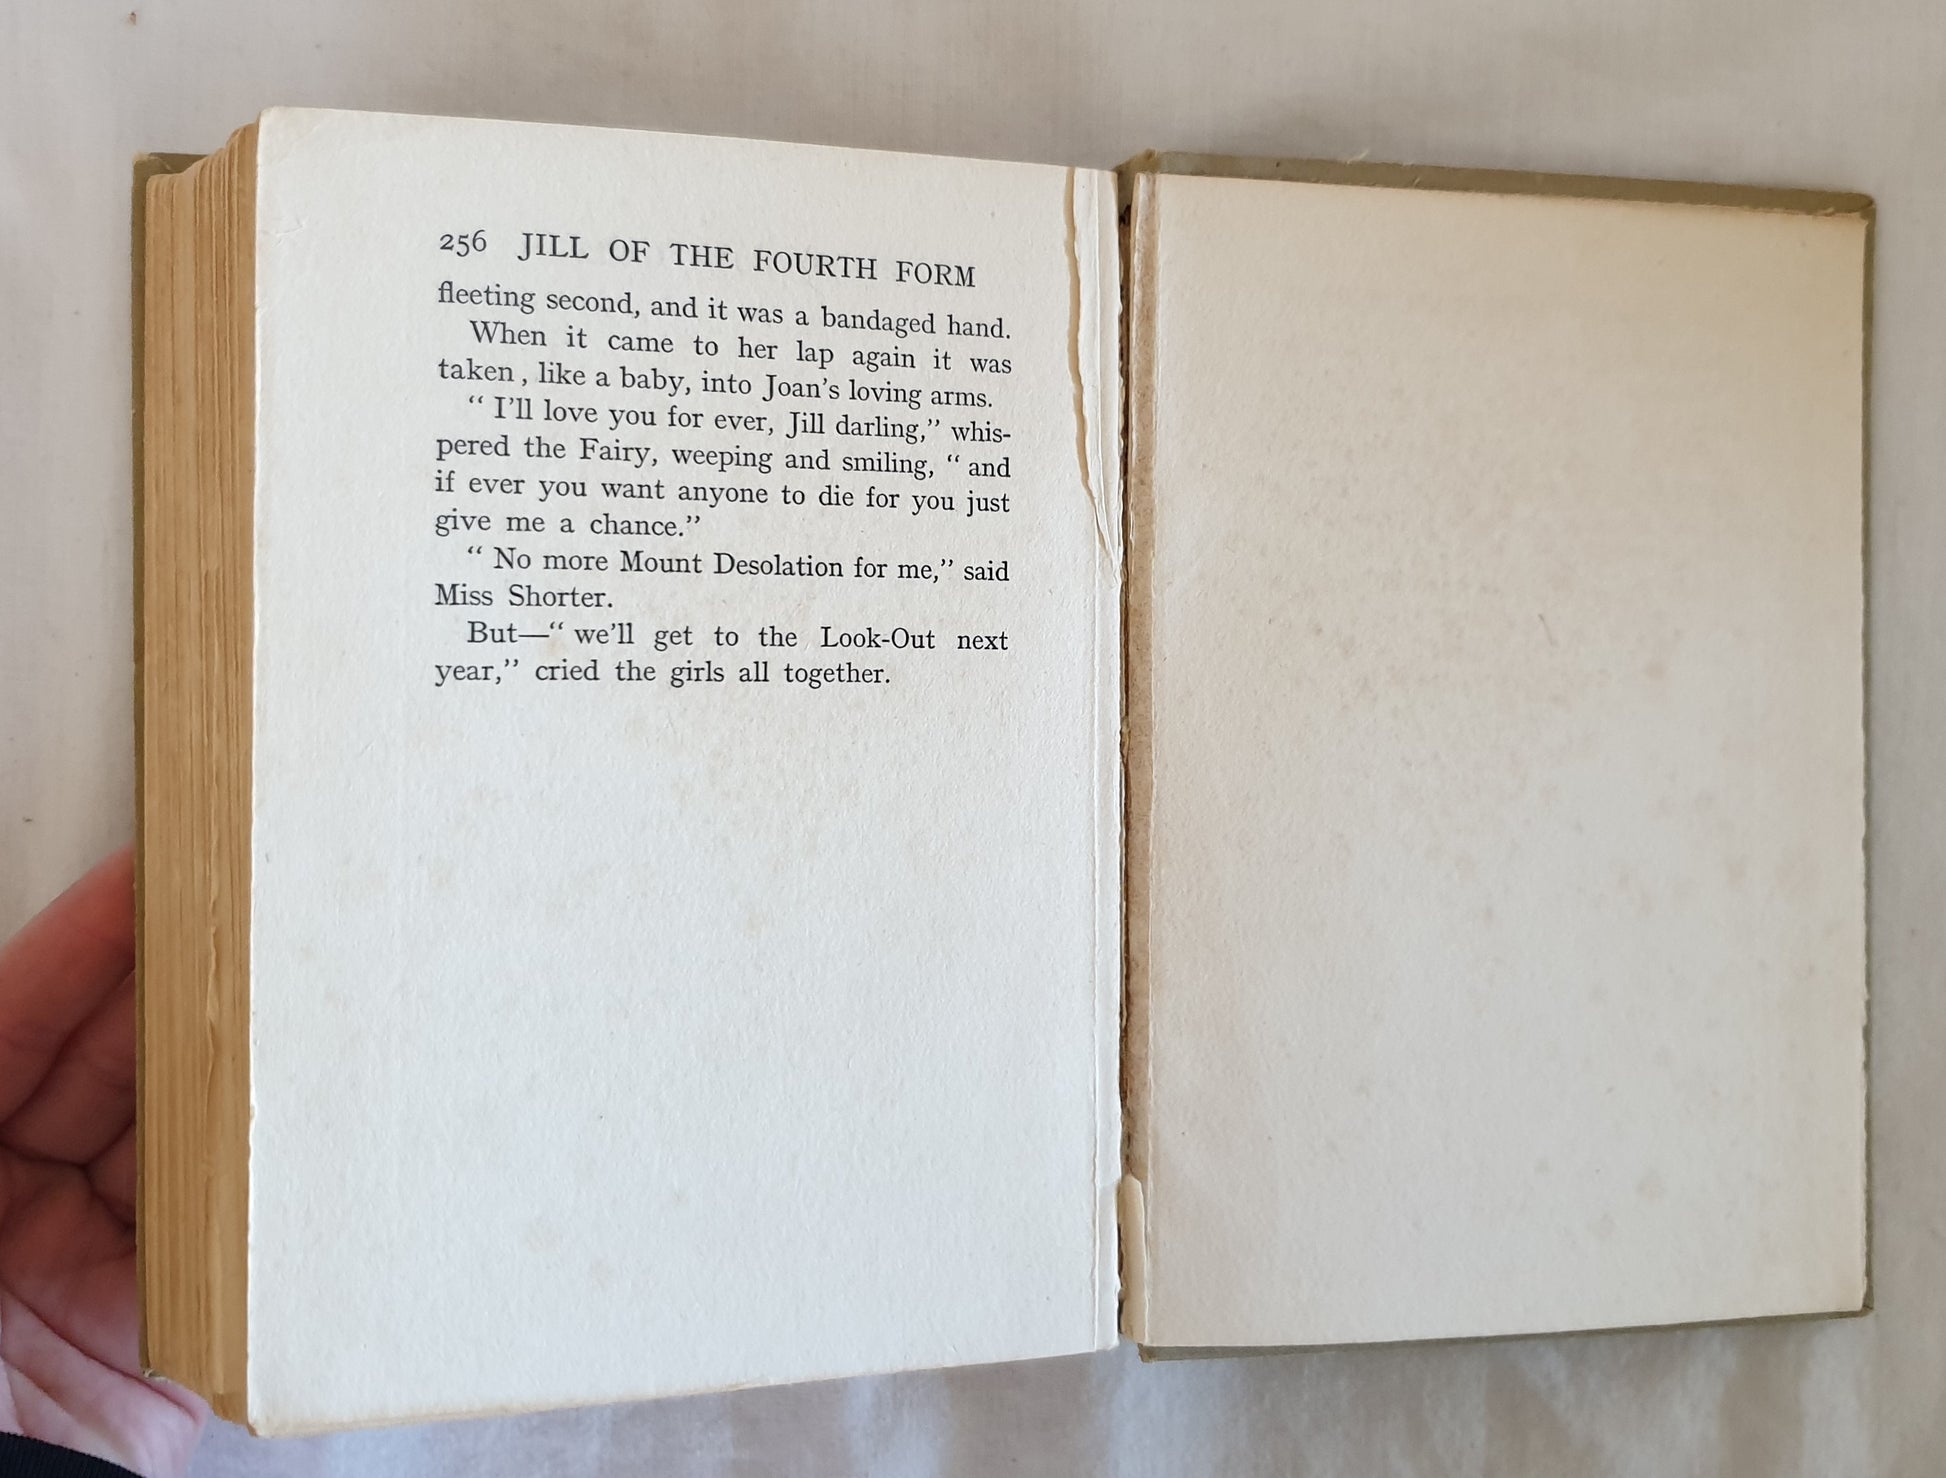 256 JILL OF THE FOURTH FORM
fleeting second, and it was a bandaged hand.
When it came to her lap again it was
taken, like a baby, into Joan's loving arms.
“ I'll love you for ever, Jill darling,” whis-
pered the Fairy, weeping and smiling, “ and
if ever you want anyone to die for you just
give me a chance.”
“ No more Mount Desolation for me,” said
Miss Shorter.
But—“ we'll get to the Look-Out next
year,” cried the girls all together.